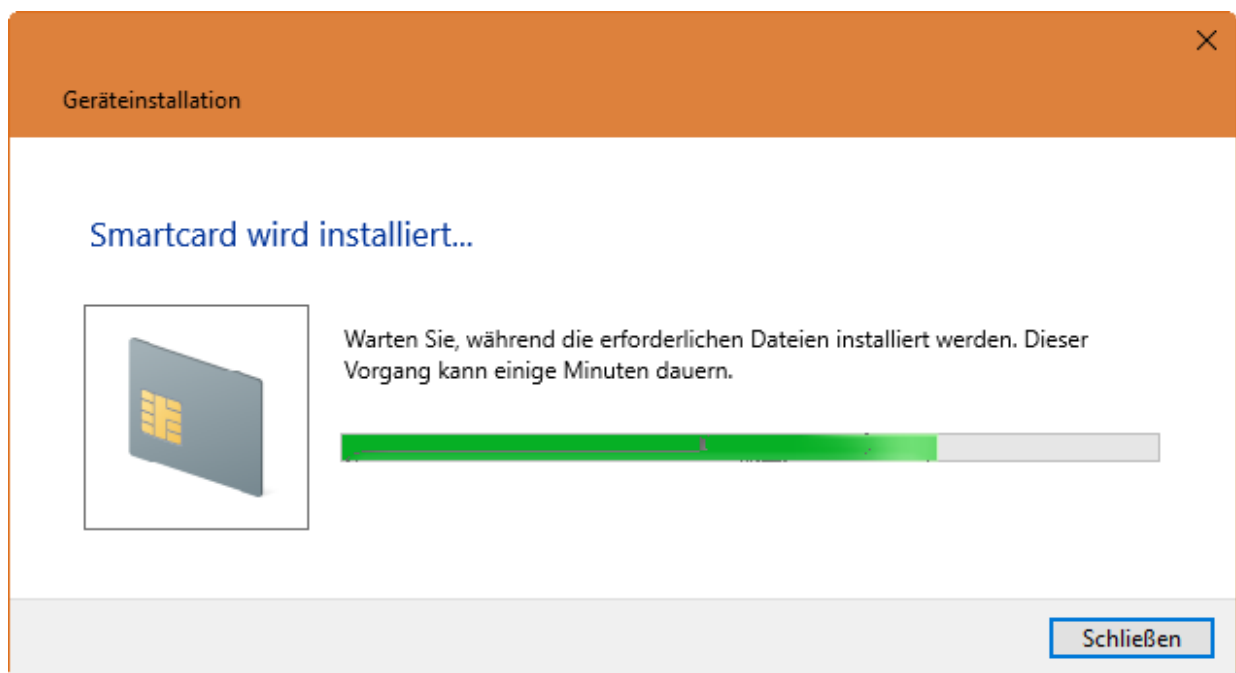 Geräteinstallation
Smartcard wird installiert...
Warten Sie, während die erforderlichen Dateien installiert werden. Dieser
Vorgang kann einige Minuten dauern.
Schließen